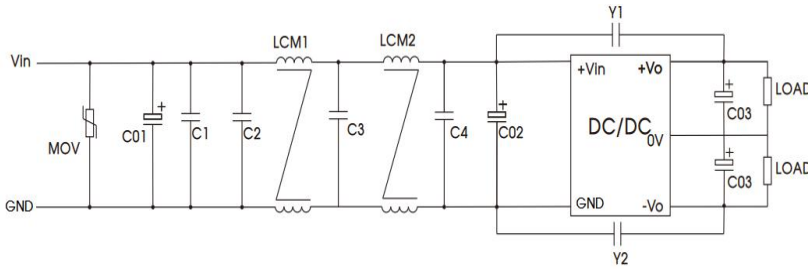 Y1
LCM1
LCM2
Vin
+Vin
+Vo
+
LOAD
MOV
+
C01
C1
C2
C3
C4
+
C02
DC/DC
0V
C03
+
C03
LOAD
GND
GND
-Vo
Y2